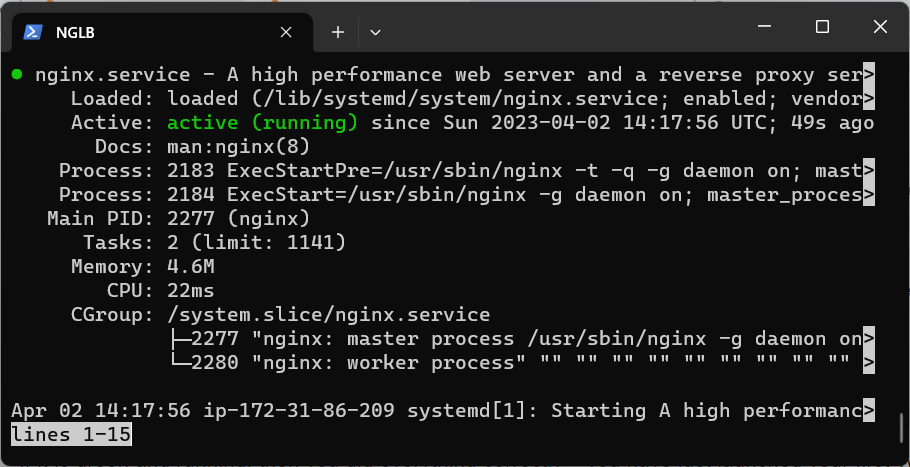 NGLB
● nginx.service - A high performance web server and a reverse proxy ser>
Loaded: loaded (/lib/systemd/system/nginx.service; enabled; vendor>
Active: active (running) since Sun 2023-04-02 14:17:56 UTC; 49s ago
Docs: man:nginx(8)
Process: 2183 ExecStartPre=/usr/sbin/nginx -t -q -g daemon on; mast>
Process: 2184 ExecStart=/usr/sbin/nginx -g daemon on; master_proces>
Main PID: 2277 (nginx)
Tasks: 2 (limit: 1141)
Memory: 4.6M
CPU: 22ms
CGroup: /system.slice/nginx.service
├─2277 "nginx: master process /usr/sbin/nginx -g daemon on>
└─2280 "nginx: worker process" "" "" "" "" "" "" "" "" "" >
Apr 02 14:17:56 ip-172-31-86-209 systemd[1]: Starting A high performanc>
lines 1-15